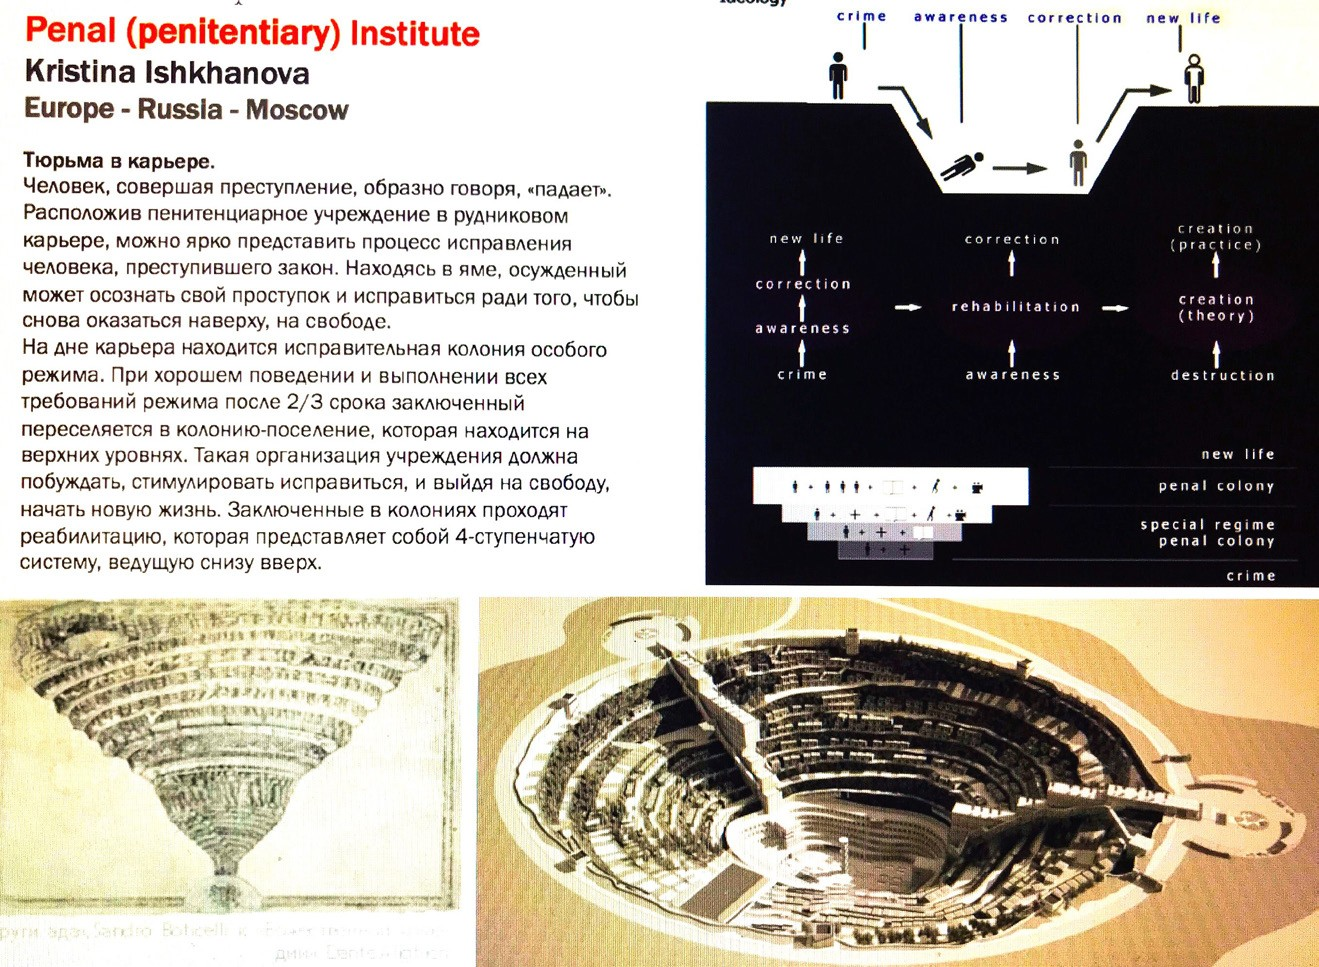 Penal (penitentiary) Institute
Kristina Ishkhanova
Europe - Russia - Moscow
Тюрьма в карьере.
Человек, совершая преступление, образно говоря, «падает».
Расположив пенитенциарное учреждение в рудниковом
карьере, можно ярко представить процесс исправления
человека, преступившего закон. Находясь в яме, осужденный
может осознать свой проступок и исправиться ради того, чтобы
снова оказаться наверху, на свободе.
На дне карьера находится исправительная колония особого
режима. При хорошем поведении и выполнении всех
требований режима после 2/3 срока заключенный
переселяется в колонию-поселение, которая находится на
верхних уровнях. Такая организация учреждения должна
побуждать, стимулировать исправиться, и выйдя на свободу,
начать новую жизнь. Заключенные в колониях проходят
реабилитацию, которая представляет собой 4-ступенчатую
систему, ведущую снизу вверх.
Ideology
crime awareness correction new life
new life
correction
awareness
crime
correction
rehabilitation
awareness
creation
(practice)
creation
(theory)
destruction
new life
penal colony
special regime
penal colony
crime
Sandro Boticelli